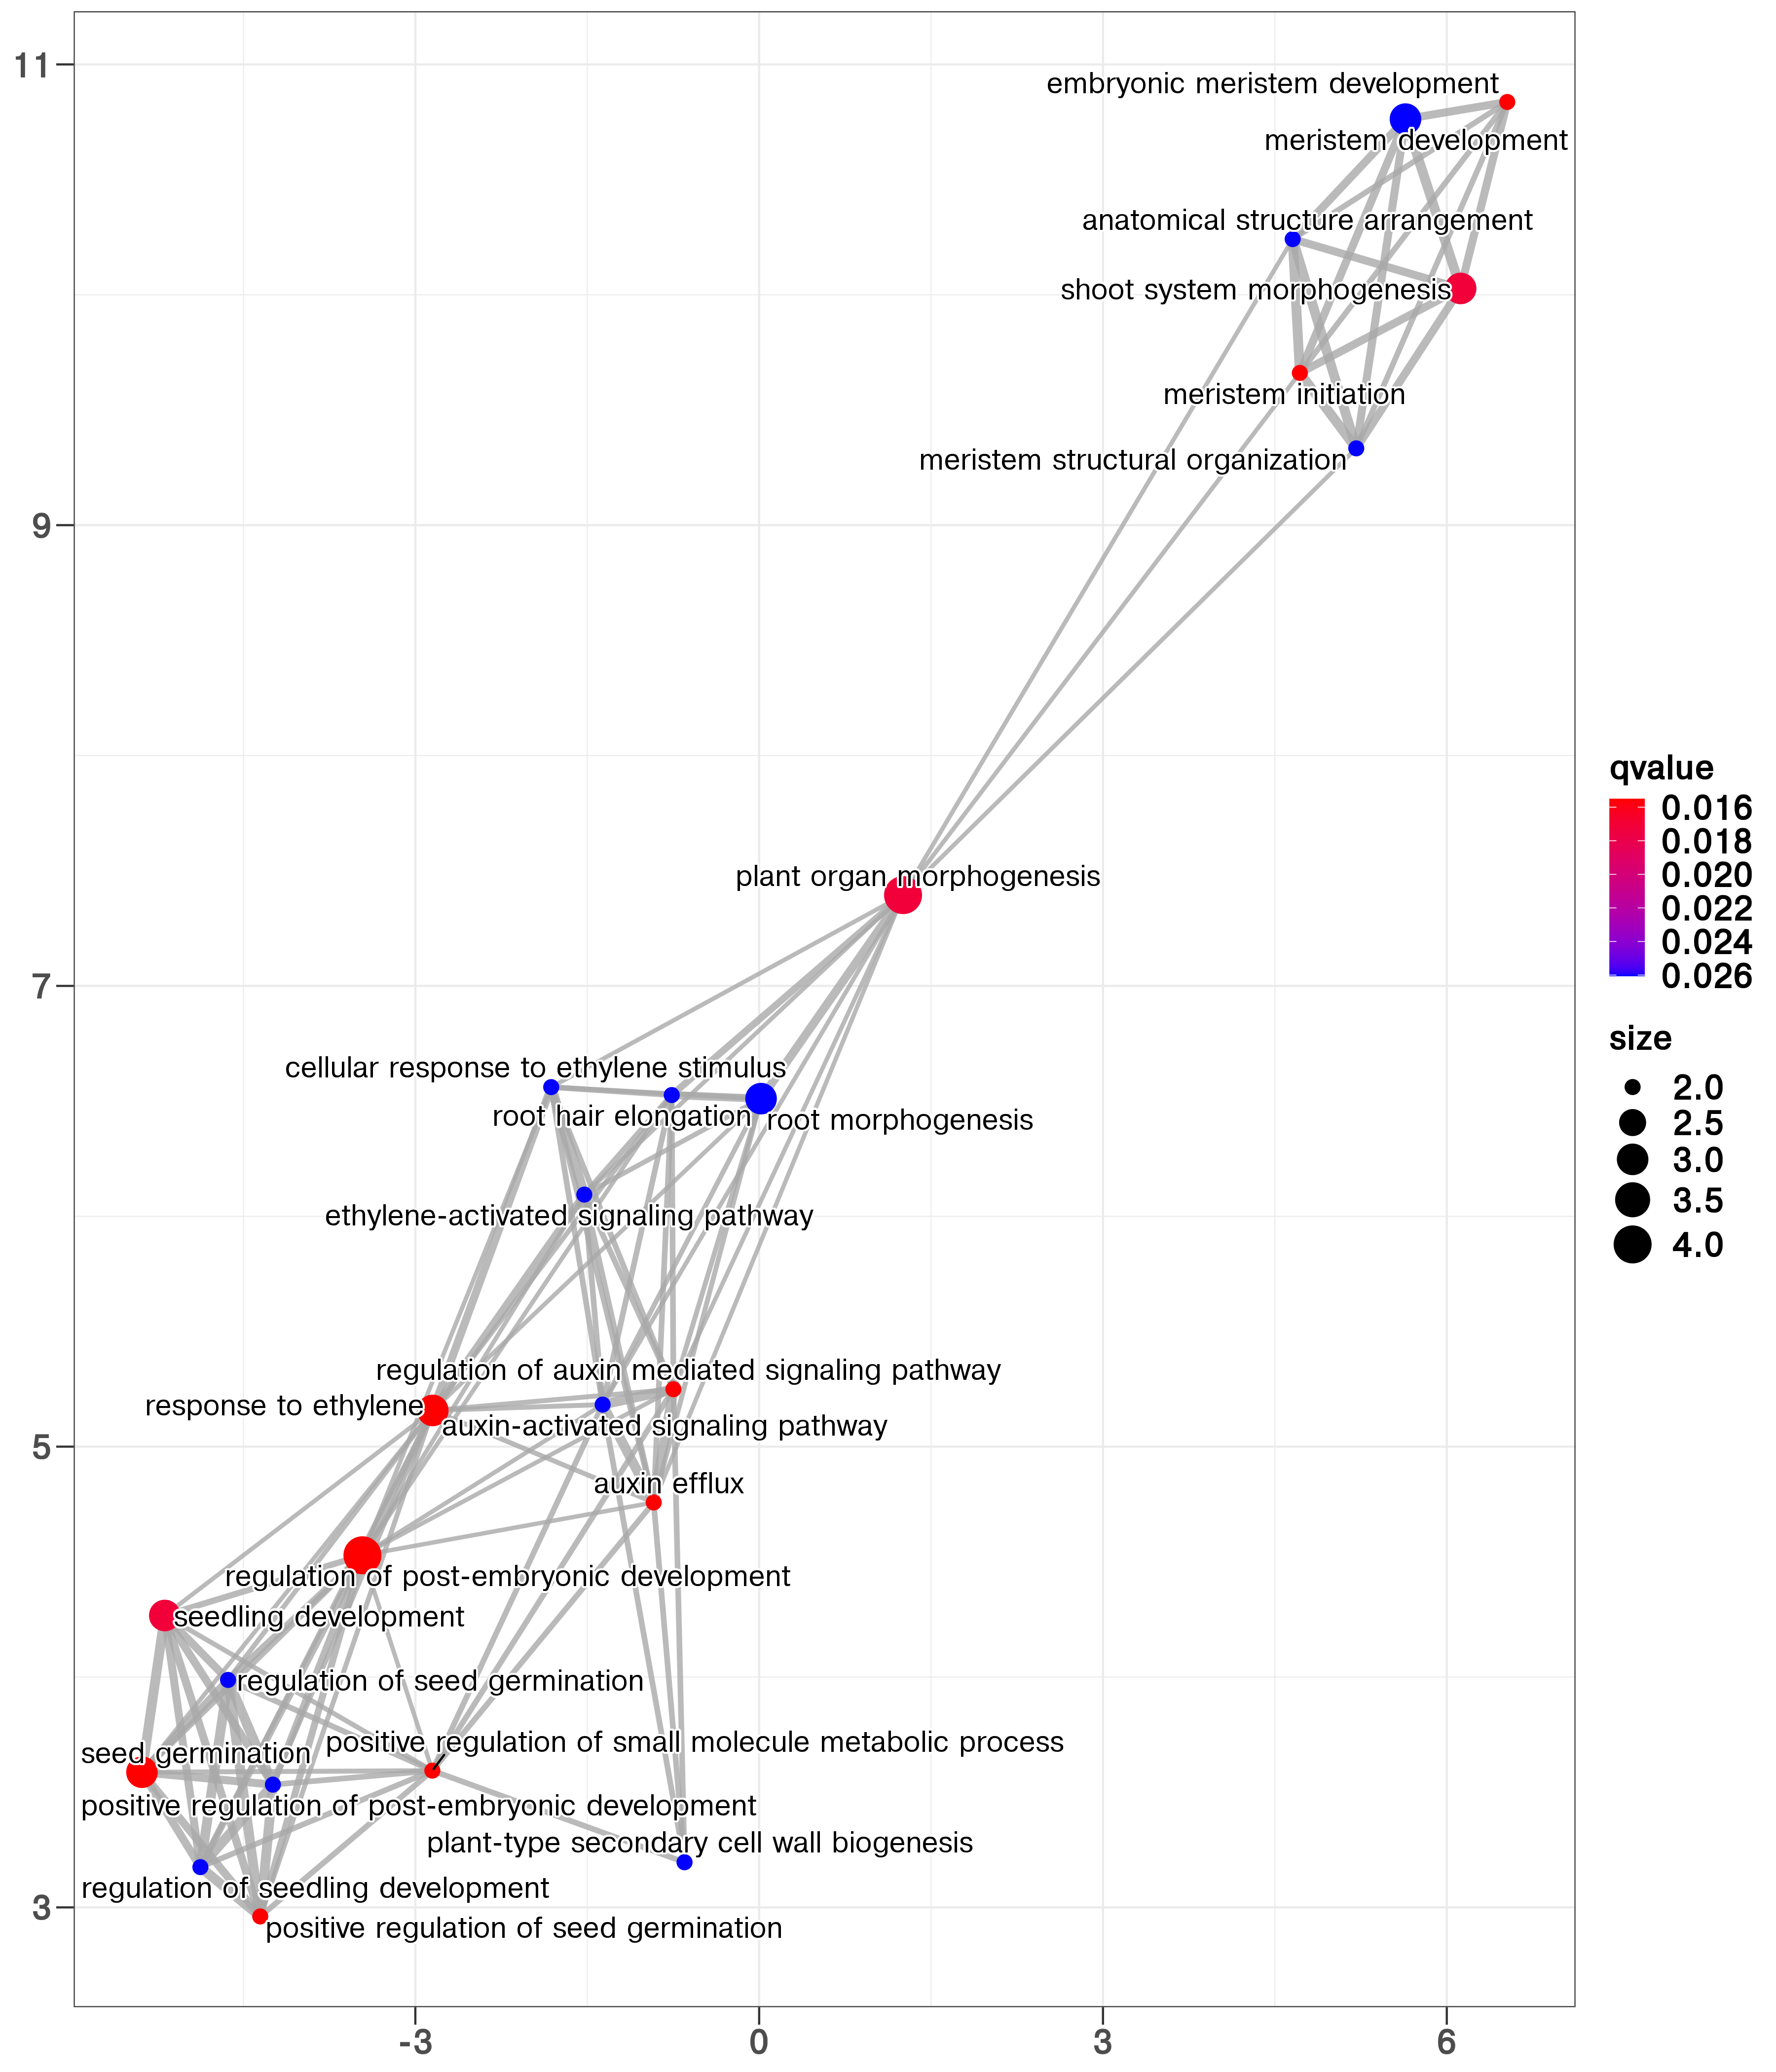 11
embryonic meristem development
meristem development
anatomical structure arrangement
shoot system morphogenesis
meristem initiation
meristem structural organization
9
plant organ morphogenesis
7
cellular response to ethylene stimulus
root hair elongation
root morphogenesis
ethylene-activated signaling pathway
regulation of auxin mediated signaling pathway
response to ethylene
auxin-activated signaling pathway
5
auxin efflux
regulation of post-embryonic development
seedling development
regulation of seed germination
positive regulation of small molecule metabolic process
seed germination
positive regulation of post-embryonic development
plant-type secondary cell wall biogenesis
regulation of seedling development
3
positive regulation of seed germination
-3
0
3
6
qvalue
0.016
0.018
0.020
0.022
0.024
0.026
size
2.0
2.5
3.0
3.5
4.0